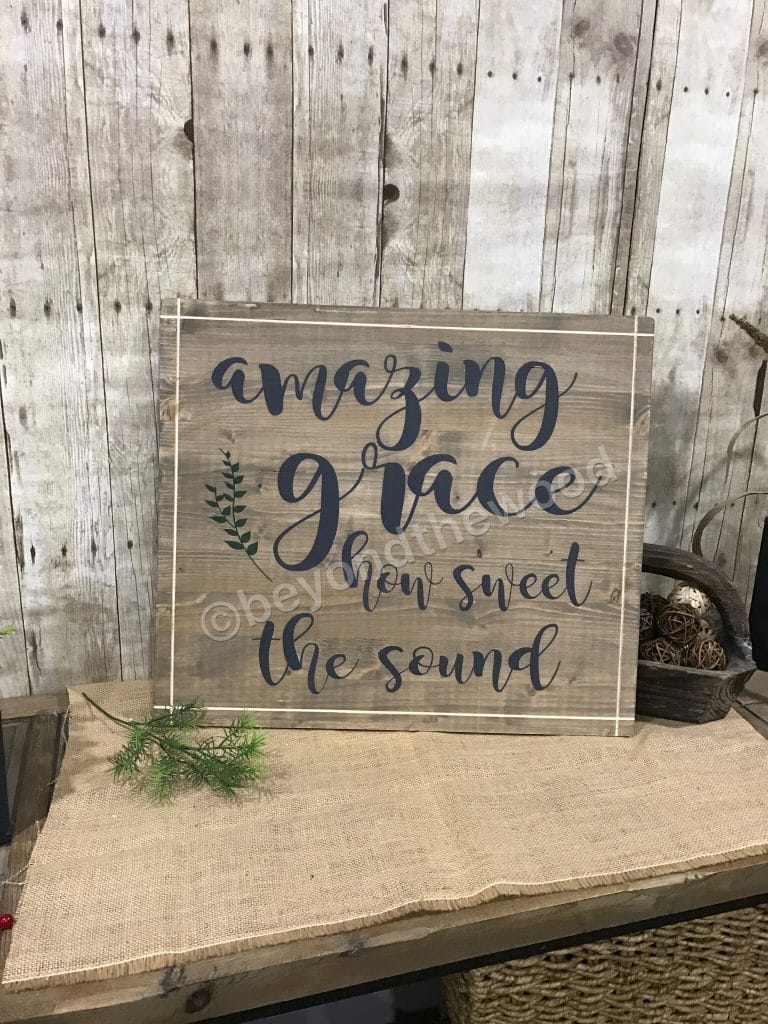 amazing
grace
how sweet
the sound
©beyondthewood